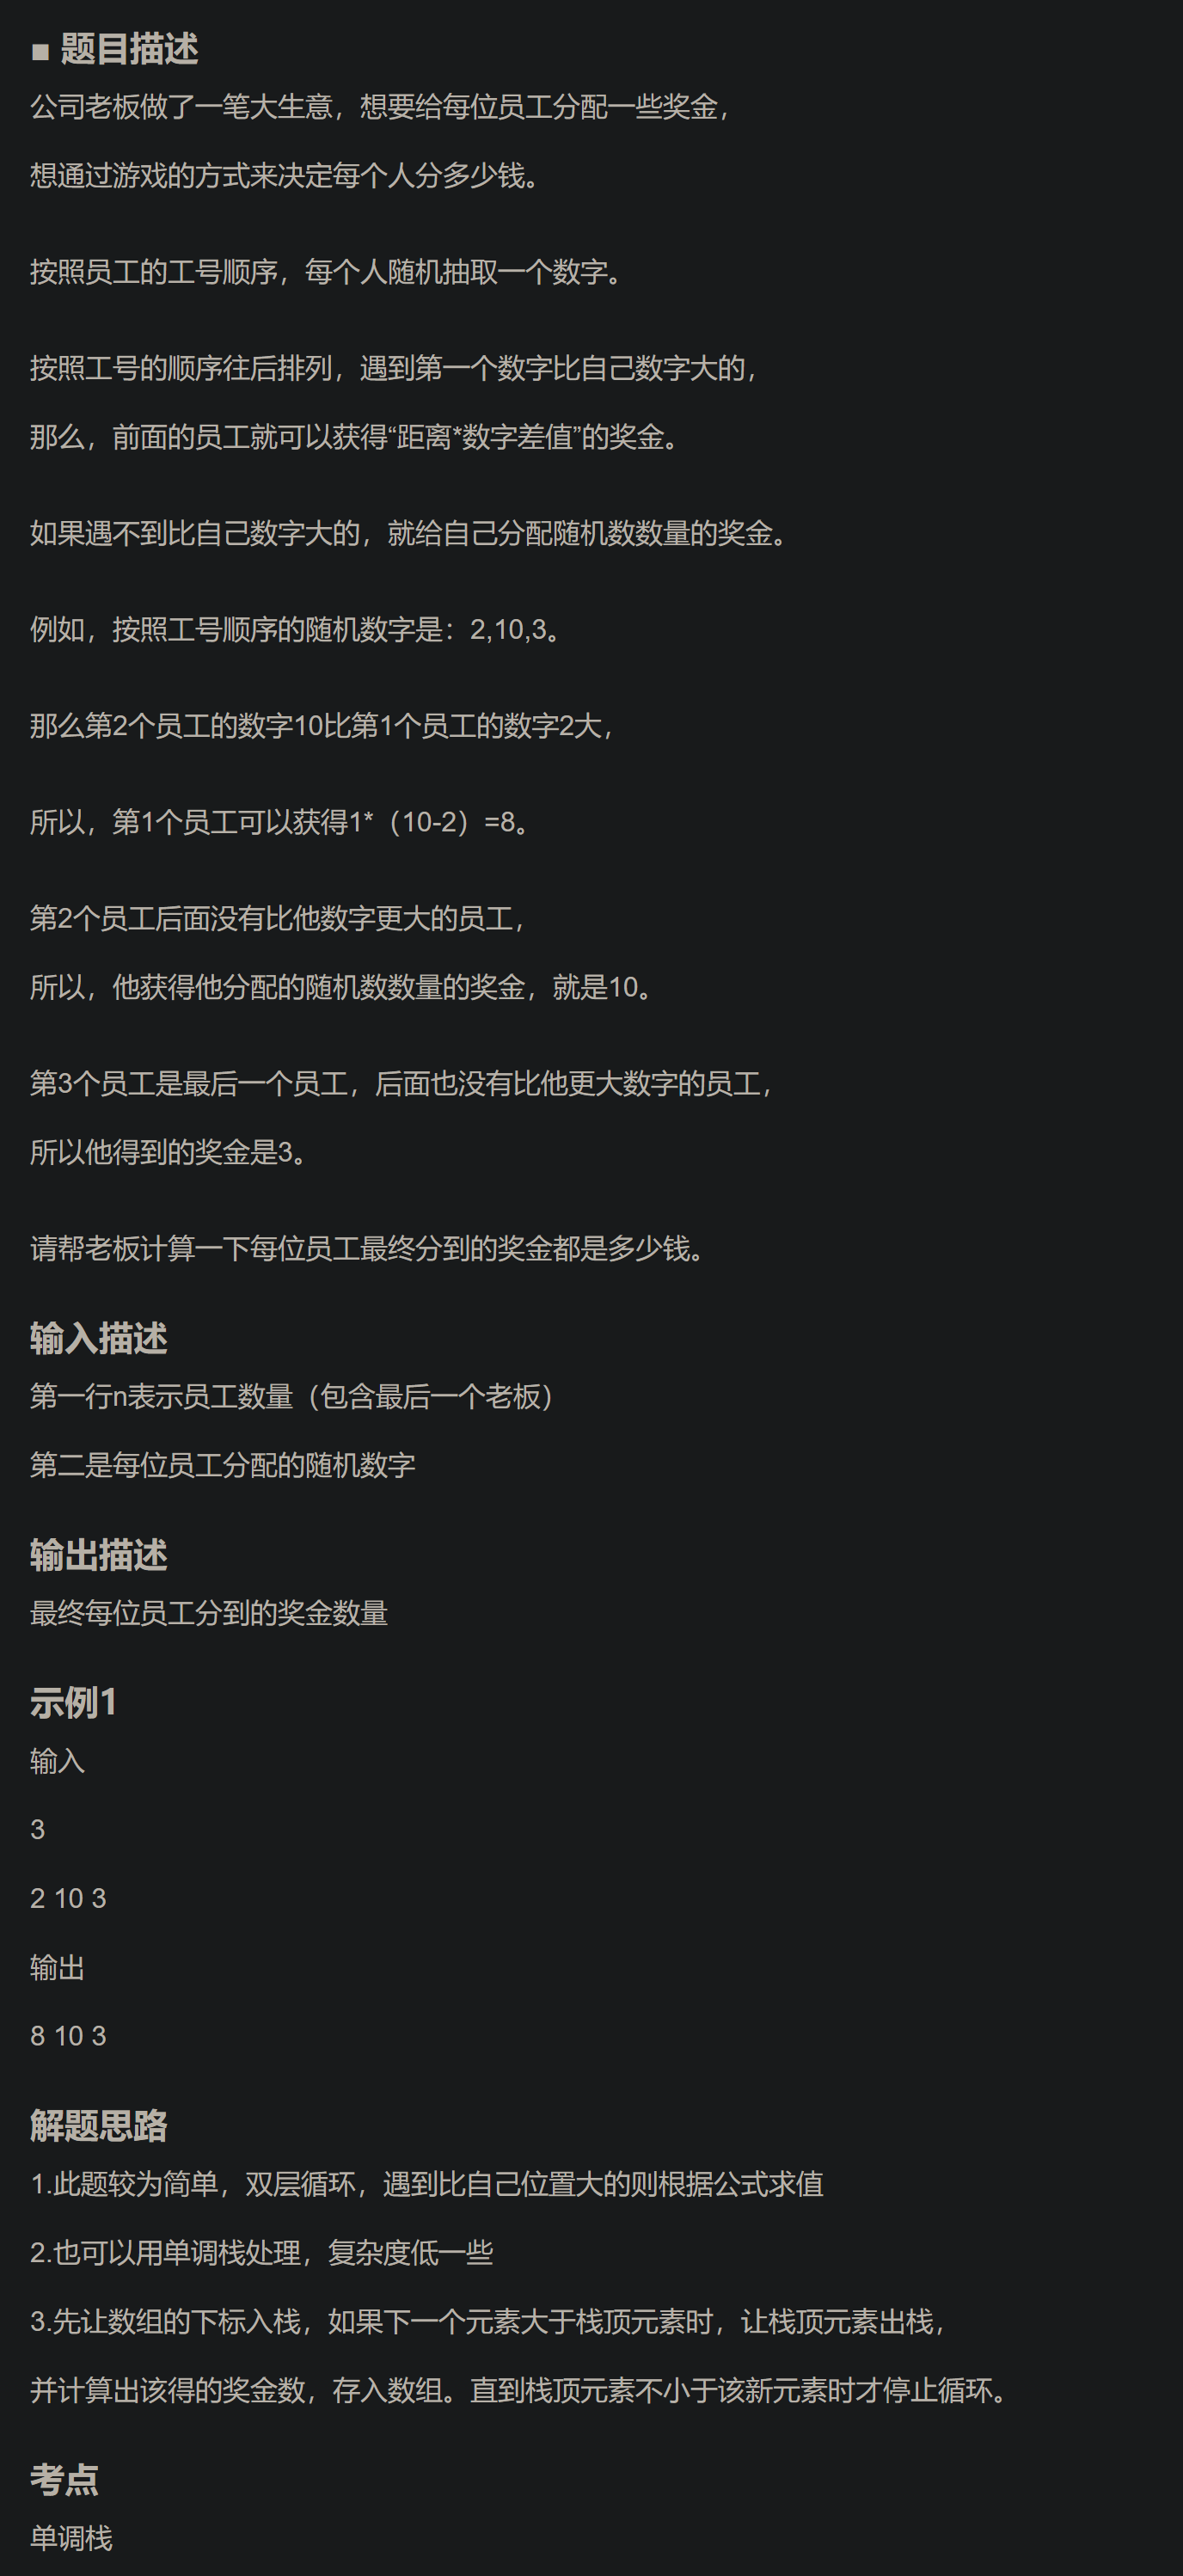 ■ 题目描述
公司老板做了一笔大生意，想要给每位员工分配一些奖金，
想通过游戏的方式来决定每个人分多少钱。
按照员工的工号顺序，每个人随机抽取一个数字。
按照工号的顺序往后排列，遇到第一个数字比自己数字大的，
那么，前面的员工就可以获得“距离*数字差值”的奖金。
如果遇不到比自己数字大的，就给自己分配随机数数量的奖金。
例如，按照工号顺序的随机数字是：2,10,3。
那么第2个员工的数字10比第1个员工的数字2大，
所以，第1个员工可以获得1*（10-2）=8。
第2个员工后面没有比他数字更大的员工，
所以，他获得他分配的随机数数量的奖金，就是10。
第3个员工是最后一个员工，后面也没有比他更大数字的员工，
所以他得到的奖金是3。
请帮老板计算一下每位员工最终分到的奖金都是多少钱。
输入描述
第一行n表示员工数量（包含最后一个老板）
第二是每位员工分配的随机数字
输出描述
最终每位员工分到的奖金数量
示例1
输入
3
2 10 3
输出
8 10 3
解题思路
1.此题较为简单，双层循环，遇到比自己位置大的则根据公式求值
2.也可以用单调栈处理，复杂度低一些
3.先让数组的下标入栈，如果下一个元素大于栈顶元素时，让栈顶元素出栈，
并计算出该得的奖金数，存入数组。直到栈顶元素不小于该新元素时才停止循环。
考点
单调栈